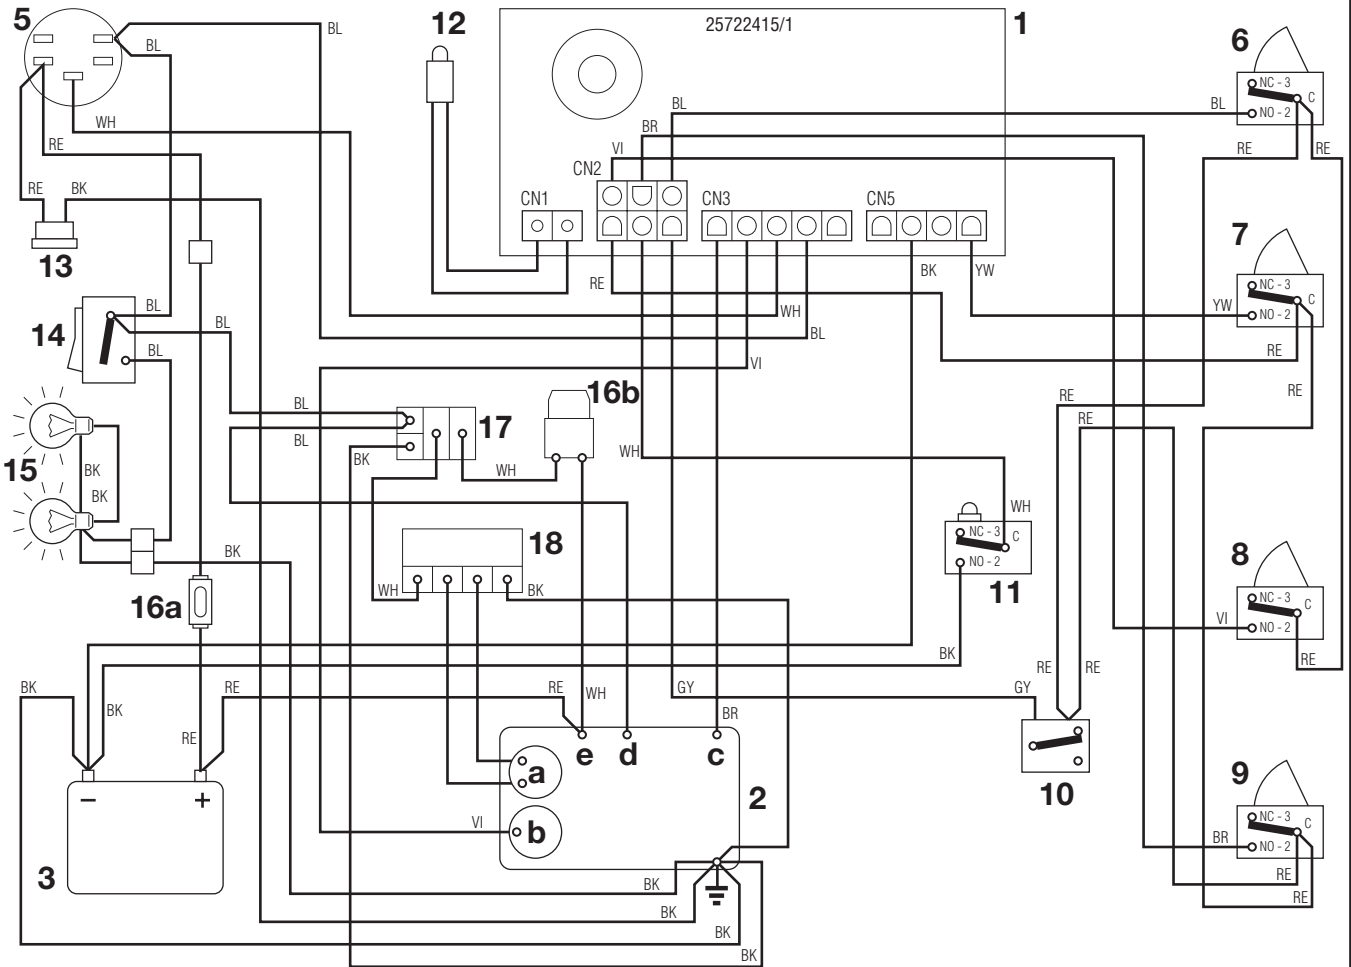 5
BL
BL
12
25722415/1
1
6
NC - 3
C
BL
NO - 2
BL
WH
BR
RE
VI
RE
RE
CN2
RE
BK
CN1
CN3
CN5
13
7
NC - 3
C
YW
NO - 2
RE
BK
YW
RE
14
BL
BL
BL
WH
BL
VI
RE
RE
RE
16b
BL
BL
17
15
BK
BK
BK
WH
WH
WH
11
NC - 3
C
NO - 2
18
BK
WH
BK
16a
8
NC - 3
C
VI
NO - 2
RE
BK
RE
RE
BK
BK
RE
RE
RE
WH
GY
GY
BR
e
d
c
a
b
2
VI
10
− +
3
9
NC - 3
C
BR
NO - 2
RE
RE
BK
BK
BK
BK